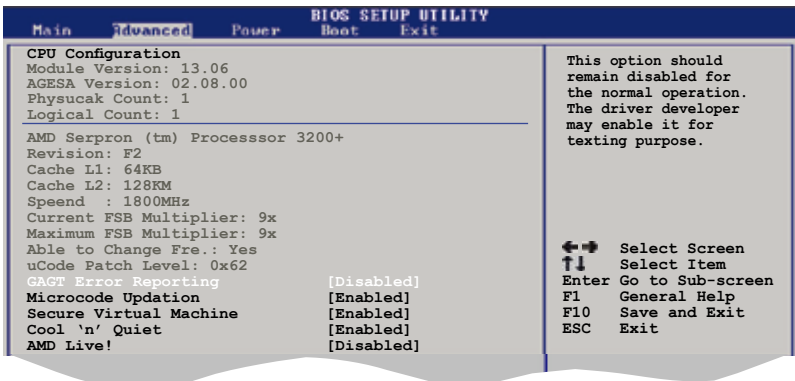 BIOS SETUP UTILITY
Main Advanced Power Boot Exit
CPU Configuration
Module Version: 13.06
AGESA Version: 02.08.00
Physucak Count: 1
Logical Count: 1
AMD Serpron (tm) Processsor 3200+
Revision: F2
Cache L1: 64KB
Cache L2: 128KM
Speend : 1800MHz
Current FSB Multiplier: 9x
Maximum FSB Multiplier: 9x
Able to Change Fre.: Yes
uCode Patch Level: 0x62
GAGT Error Reporting [Disabled]
Microcode Updation [Enabled]
Secure Virtual Machine [Enabled]
Cool ‘n’ Quiet [Enabled]
AMD Live! [Disabled]
This option should
remain disabled for
the normal operation.
The driver developer
may enable it for
texting purpose.
←→ Select Screen
↑↓ Select Item
Enter Go to Sub-screen
F1 General Help
F10 Save and Exit
ESC Exit